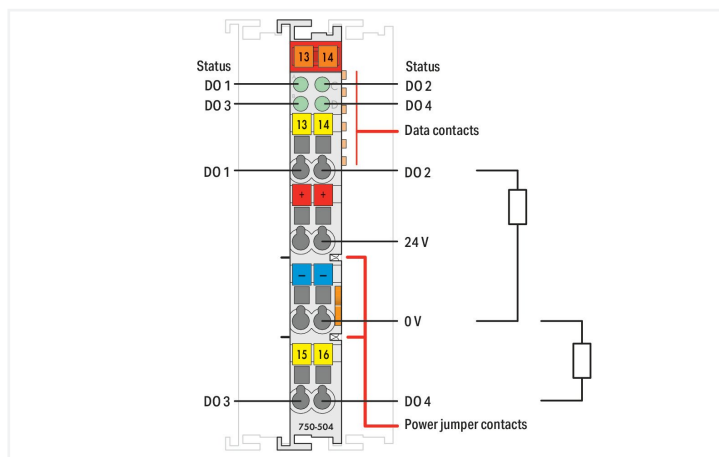 13 14
Status
Status
DO 1
DO 2
DO 3
DO 4
13 14
Data contacts
DO 1
DO 2
+ +
24 V
– –
0 V
15 16
DO 3
DO 4
750-504
Power jumper contacts